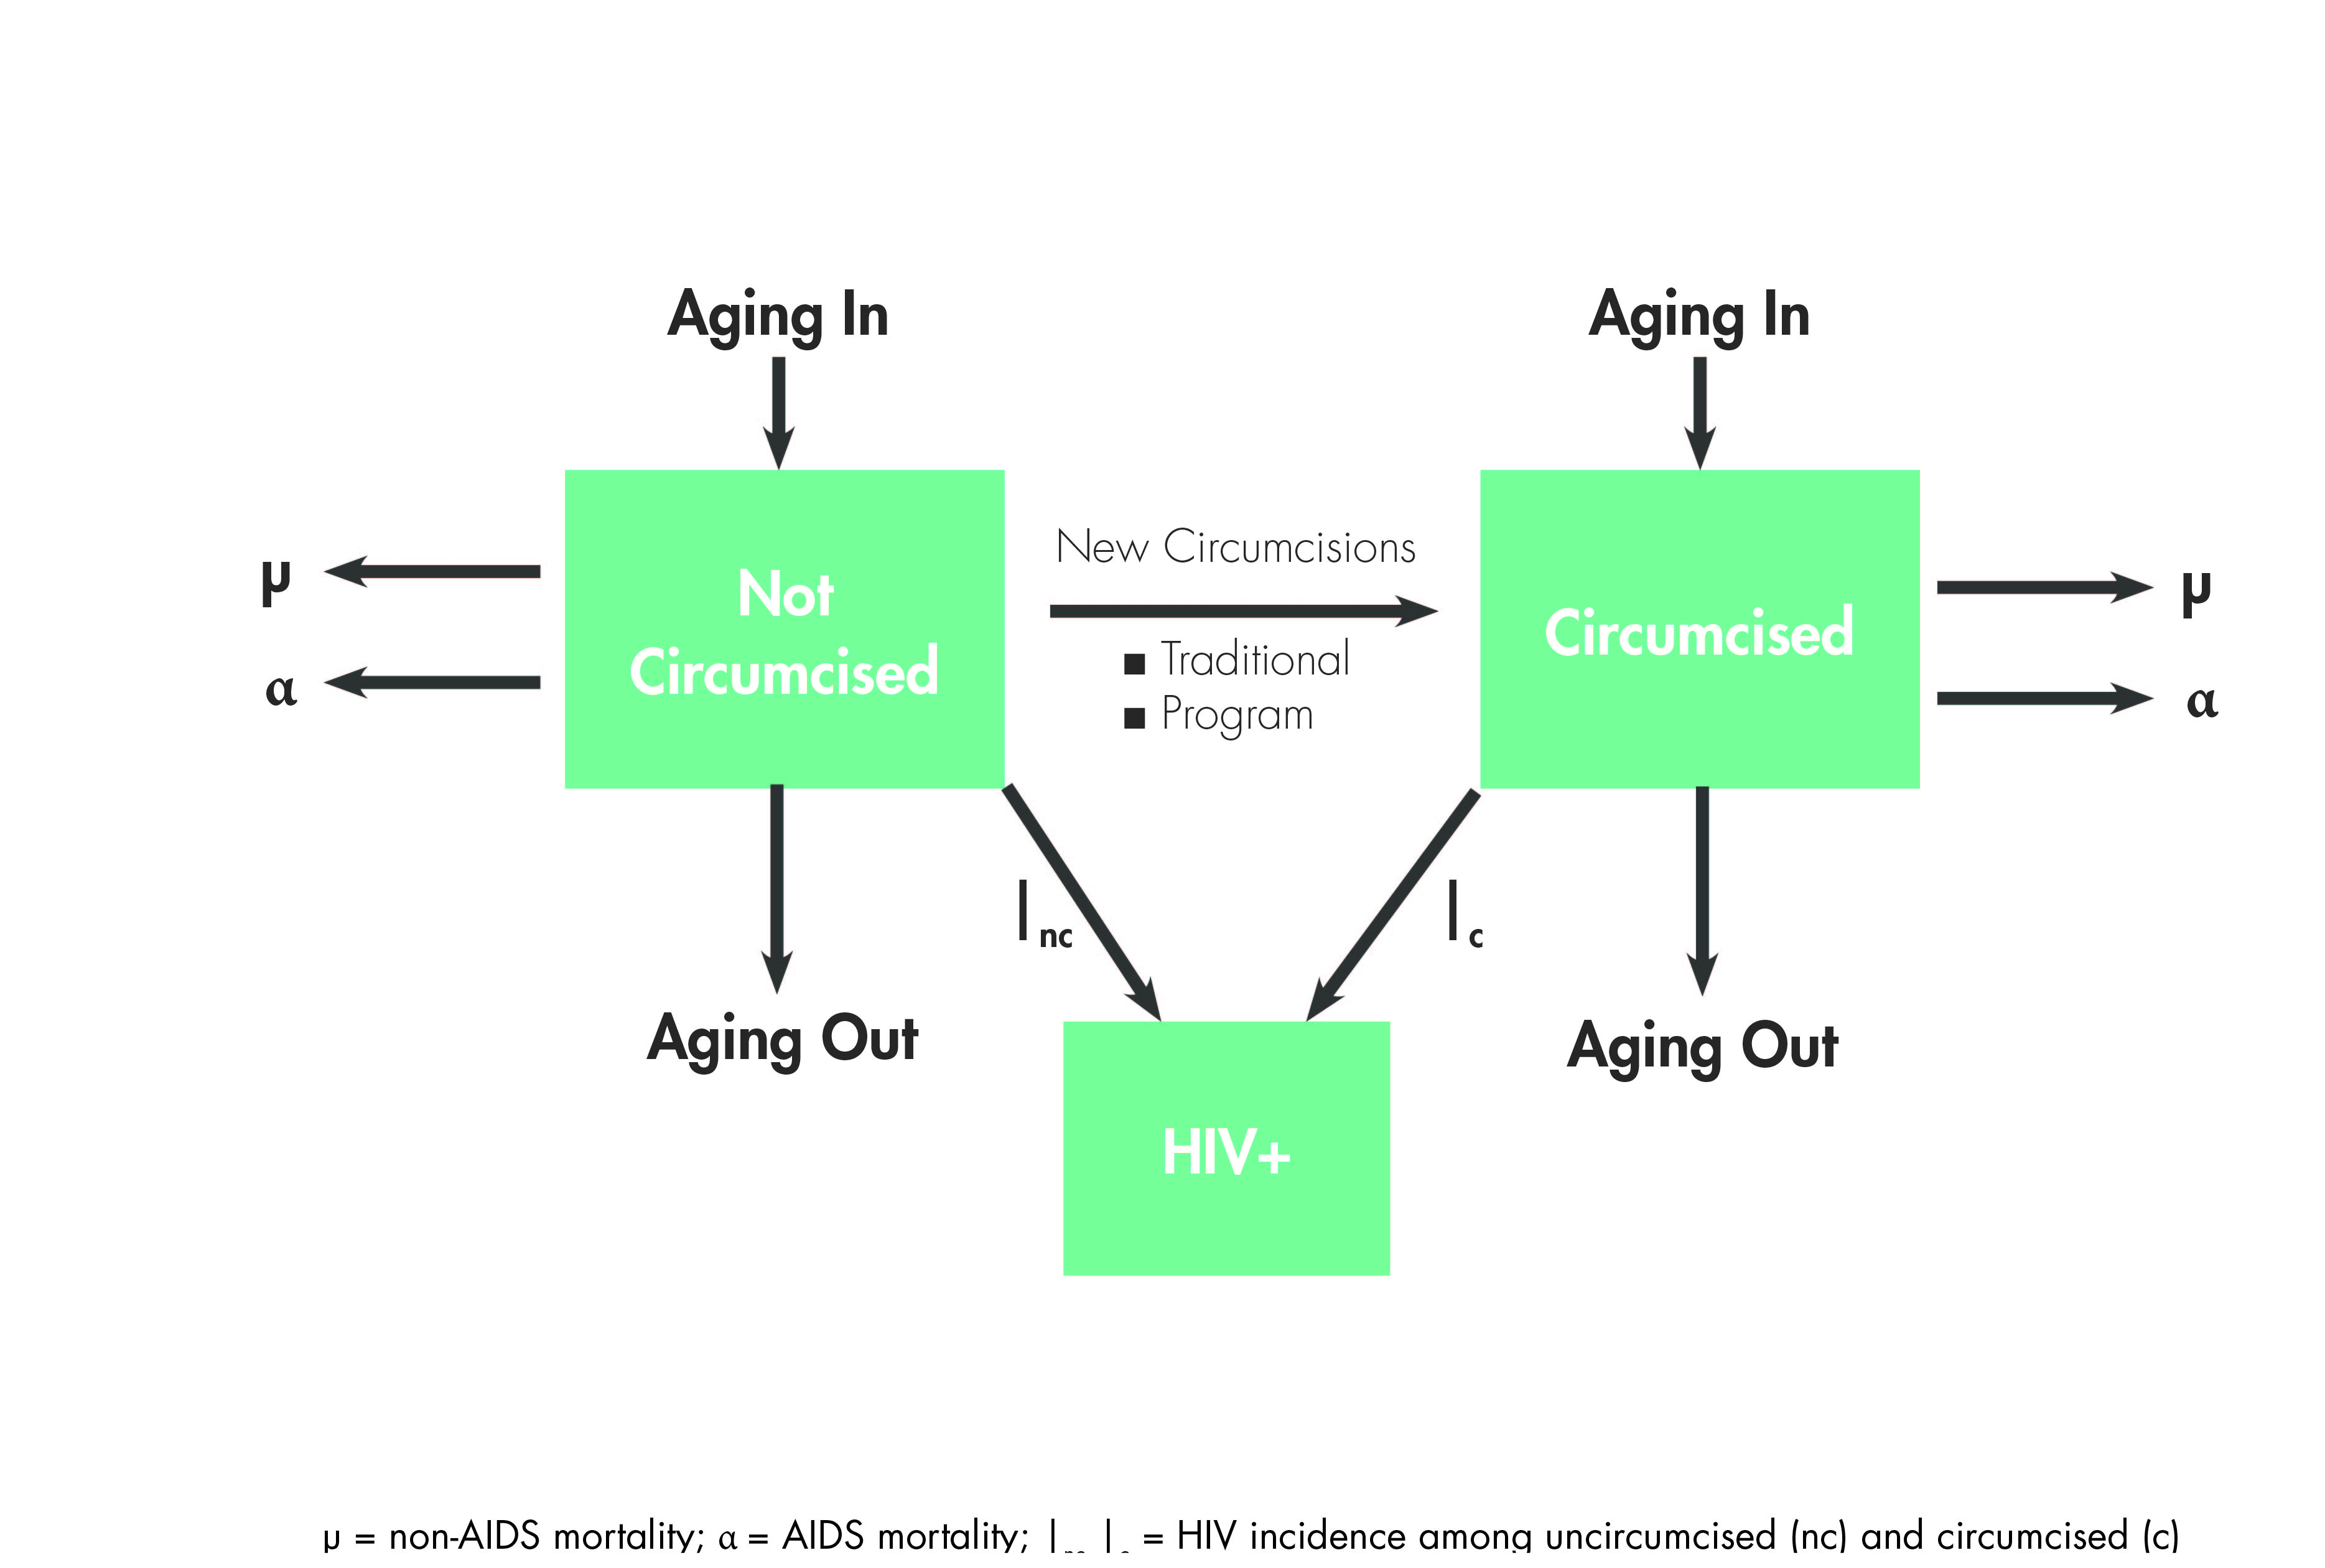 Aging In
Aging In
New Circumcisions
μ
Not
Circumcised
Circumcised
μ
■ Traditional
α
■ Program
α
I nc
I c
Aging Out
Aging Out
HIV+
μ = non-AIDS mortality; α = AIDS mortality; I nc I c = HIV incidence among uncircumcised (nc) and circumcised (c)